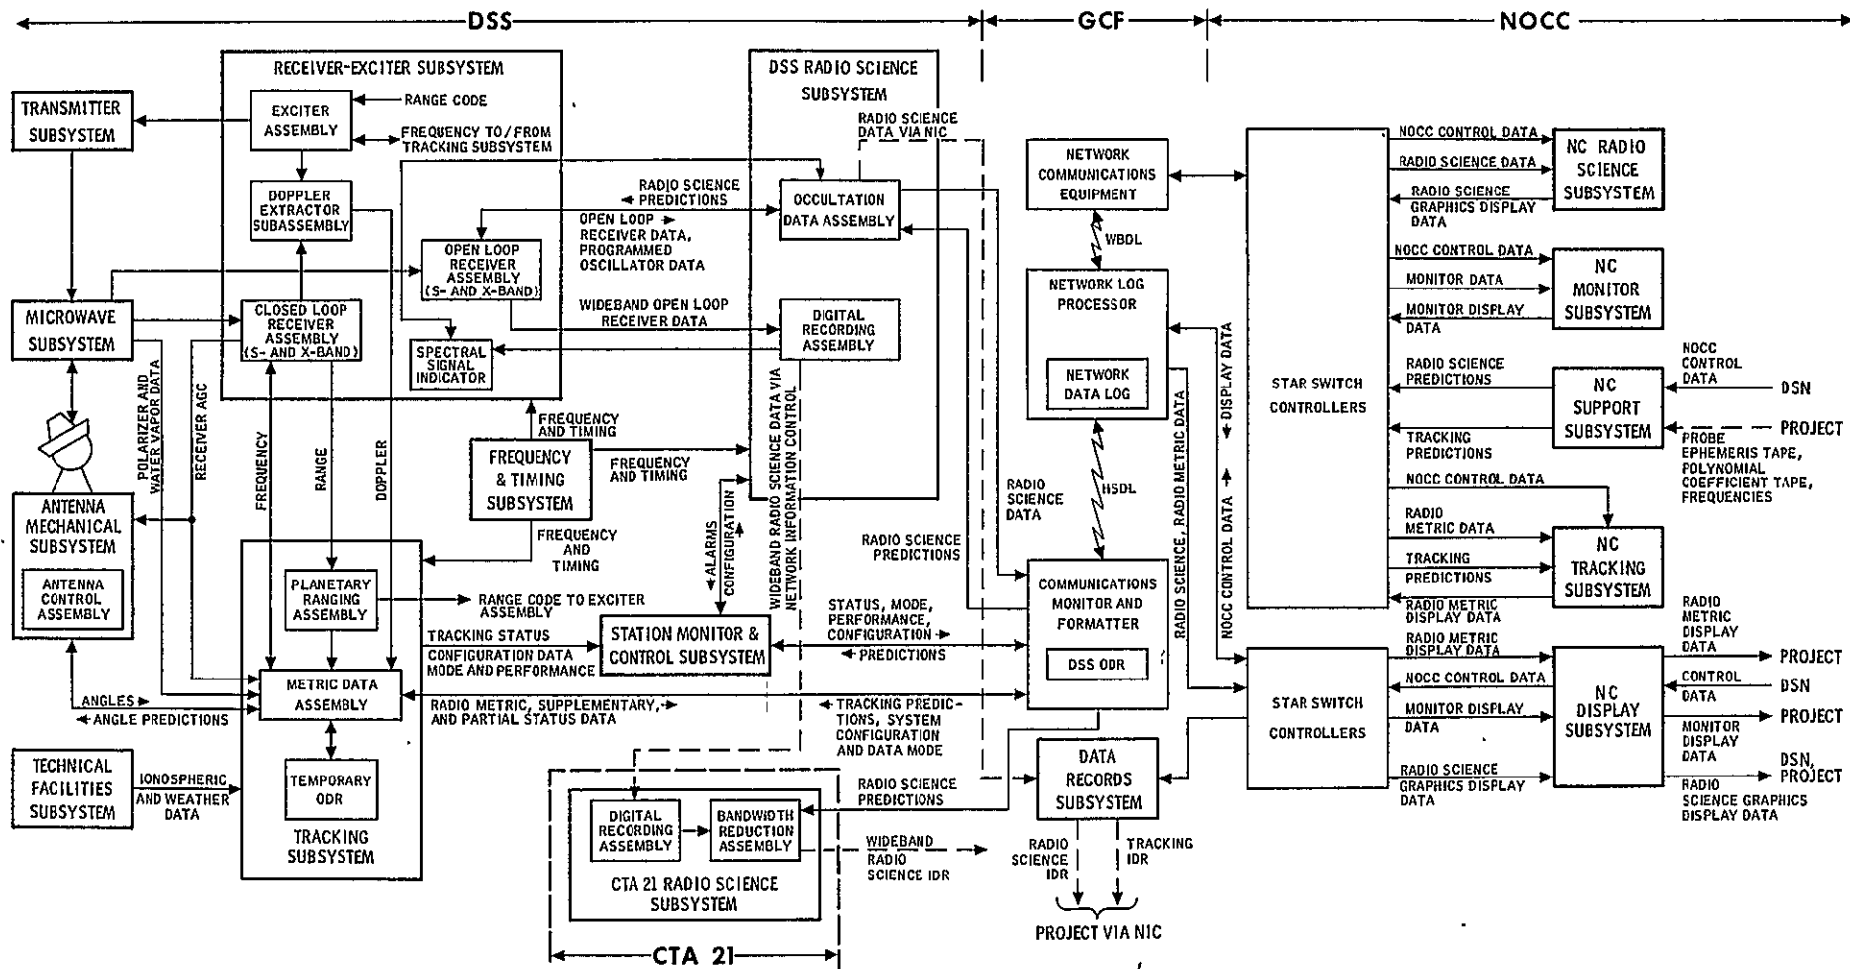 DSS
GCF
NOCC
RECEIVER-EXCITER SUBSYSTEM
TRANSMITTER
SUBSYSTEM
EXCITER
ASSEMBLY
RANGE CODE
FREQUENCY TO/FROM
TRACKING SUBSYSTEM
DOPPLER
EXTRACTOR
SUBASSEMBLY
OPEN LOOP
RECEIVER
ASSEMBLY
(S- AND X-BAND)
MICROWAVE
SUBSYSTEM
CLOSED LOOP
RECEIVER
ASSEMBLY
(S- AND X-BAND)
SPECTRAL
SIGNAL
INDICATOR
DSS RADIO SCIENCE
SUBSYSTEM
RADIO SCIENCE
DATA VIA NIC
RADIO SCIENCE
PREDICTIONS
OPEN LOOP
RECEIVER DATA,
PROGRAMMED
OSCILLATOR DATA
OCCULTATION
DATA ASSEMBLY
WIDEBAND OPEN LOOP
RECEIVER DATA
DIGITAL
RECORDING
ASSEMBLY
POLARIZER AND
WATER VAPOR DATA
RECEIVER AGC
FREQUENCY
RANGE
DOPPLER
FREQUENCY
AND TIMING
FREQUENCY
& TIMING
SUBSYSTEM
FREQUENCY
AND TIMING
FREQUENCY
AND
TIMING
ALARMS
CONFIGURATION
WIDEBAND RADIO SCIENCE DATA VIA
NETWORK INFORMATION CONTROL
ANTENNA
MECHANICAL
SUBSYSTEM
ANTENNA
CONTROL
ASSEMBLY
PLANETARY
RANGING
ASSEMBLY
RANGE CODE TO EXCITER
ASSEMBLY
TRACKING STATUS
CONFIGURATION DATA
MODE AND PERFORMANCE
STATION MONITOR &
CONTROL SUBSYSTEM
STATUS, MODE,
PERFORMANCE,
CONFIGURATION
PREDICTIONS
METRIC DATA
ASSEMBLY
ANGLES
ANGLE PREDICTIONS
RADIO METRIC, SUPPLEMENTARY,
AND PARTIAL STATUS DATA
TRACKING PREDIC-
TIONS, SYSTEM
CONFIGURATION
AND DATA MODE
TECHNICAL
FACILITIES
SUBSYSTEM
IONOSPHERIC
AND WEATHER
DATA
TEMPORARY
ODR
TRACKING
SUBSYSTEM
DIGITAL
RECORDING
ASSEMBLY
BANDWIDTH
REDUCTION
ASSEMBLY
CTA 21 RADIO SCIENCE
SUBSYSTEM
CTA 21
RADIO SCIENCE
PREDICTIONS
WIDEBAND
RADIO
SCIENCE IDR
NETWORK
COMMUNICATIONS
EQUIPMENT
WBDL
NETWORK LOG
PROCESSOR
NETWORK
DATA LOG
HSDL
RADIO
SCIENCE
DATA
RADIO SCIENCE
PREDICTIONS
COMMUNICATIONS
MONITOR AND
FORMATTER
DSS ODR
RADIO SCIENCE, RADIO METRIC DATA
NOCC CONTROL DATA
DISPLAY DATA
DATA
RECORDS
SUBSYSTEM
RADIO
SCIENCE
IDR
TRACKING
IDR
PROJECT VIA NIC
STAR SWITCH
CONTROLLERS
NOCC CONTROL DATA
RADIO SCIENCE DATA
RADIO SCIENCE
GRAPHICS DISPLAY
DATA
NC RADIO
SCIENCE
SUBSYSTEM
NOCC CONTROL DATA
MONITOR DATA
MONITOR DISPLAY
DATA
NC
MONITOR
SUBSYSTEM
RADIO SCIENCE
PREDICTIONS
TRACKING
PREDICTIONS
NC
SUPPORT
SUBSYSTEM
NOCC
CONTROL
DATA
DSN
PROJECT
PROBE
EPHEMERIS TAPE,
POLYNOMIAL
COEFFICIENT TAPE,
FREQUENCIES
NOCC CONTROL DATA
RADIO
METRIC DATA
TRACKING
PREDICTIONS
RADIO METRIC
DISPLAY DATA
NC
TRACKING
SUBSYSTEM
STAR SWITCH
CONTROLLERS
RADIO METRIC
DISPLAY DATA
NOCC CONTROL DATA
MONITOR DISPLAY
DATA
RADIO SCIENCE
GRAPHICS DISPLAY
DATA
NC
DISPLAY
SUBSYSTEM
RADIO
METRIC
DISPLAY
DATA
PROJECT
CONTROL
DATA
DSN
PROJECT
MONITOR
DISPLAY
DATA
DSN,
PROJECT
RADIO
SCIENCE GRAPHICS
DISPLAY DATA